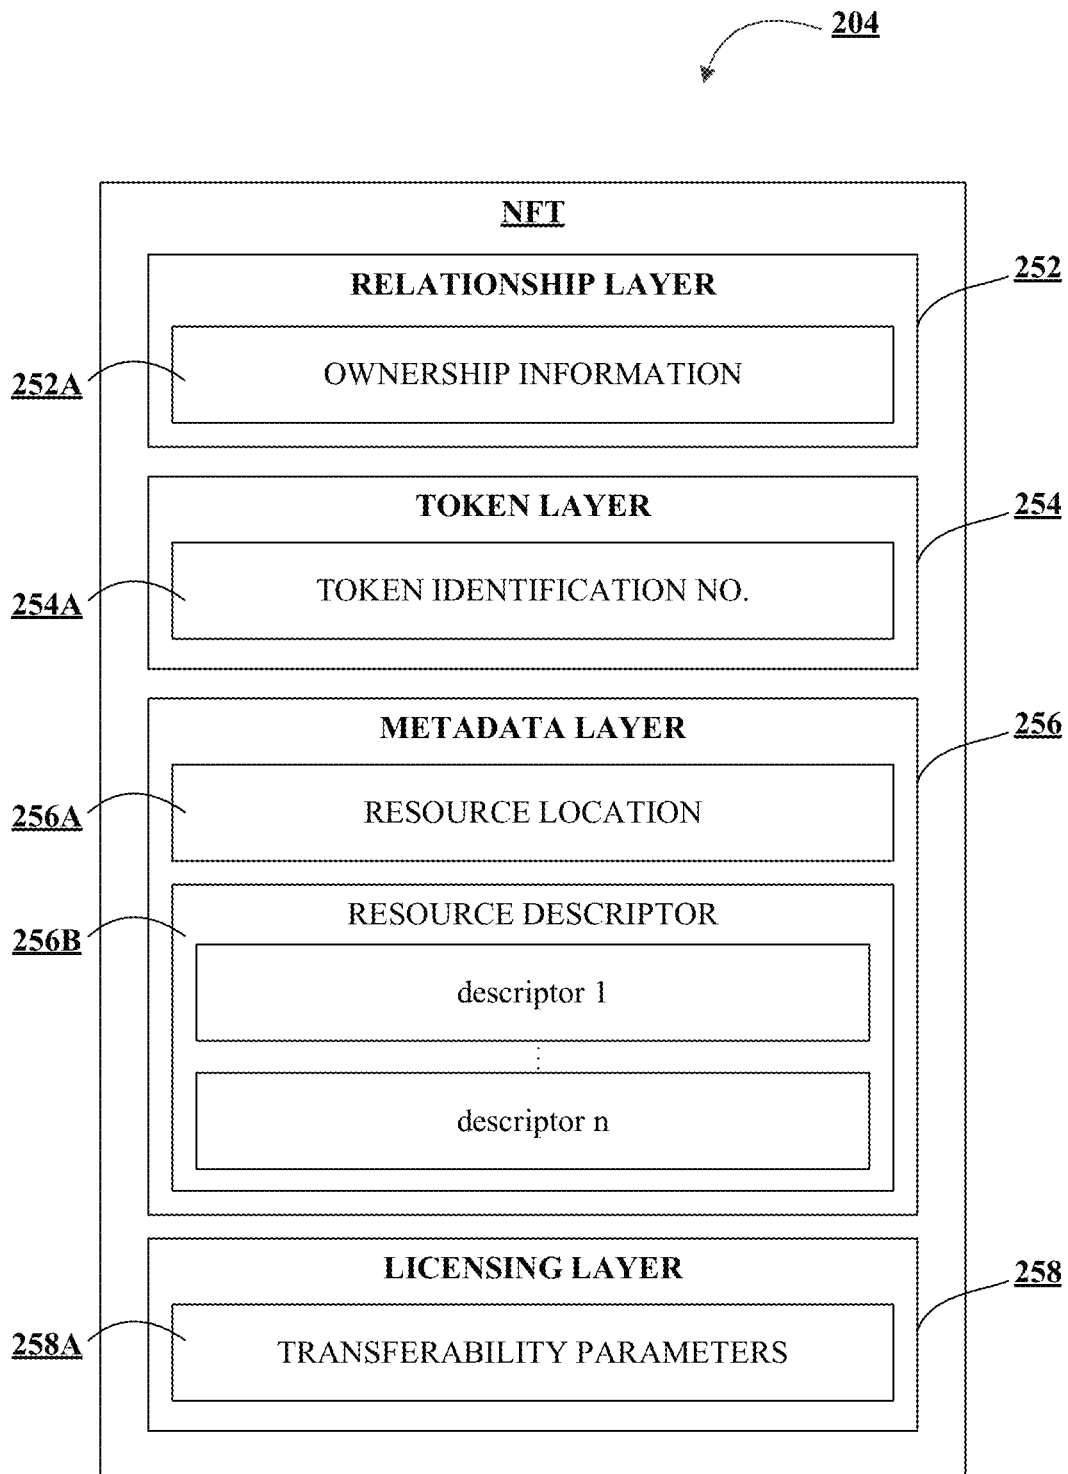 204
NFT
RELATIONSHIP LAYER
252
OWNERSHIP INFORMATION
252A
TOKEN LAYER
254
TOKEN IDENTIFICATION NO.
254A
METADATA LAYER
256
RESOURCE LOCATION
256A
RESOURCE DESCRIPTOR
256B
descriptor 1
descriptor n
LICENSING LAYER
258
TRANSFERABILITY PARAMETERS
258A